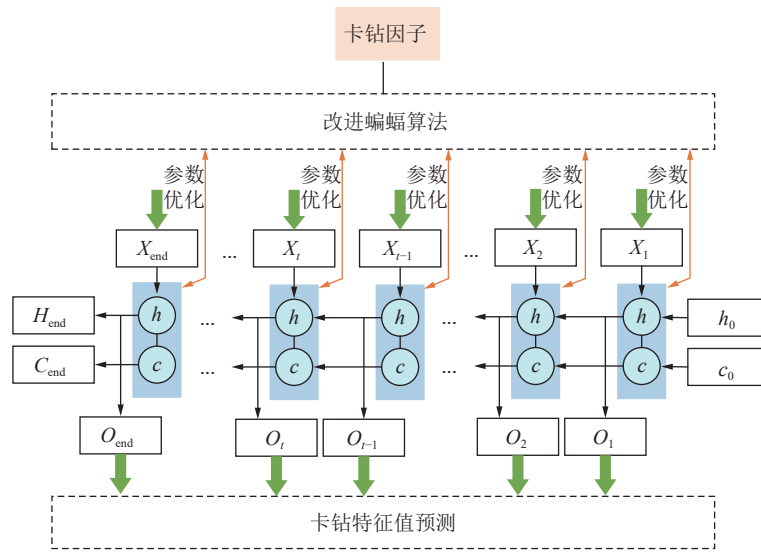 卡钻因子
改进蝙蝠算法
参数 参数 参数 参数 参数
优化 优化 优化 优化 优化
X_end ... X_t X_{t−1} ... X_2 X_1
H_end h ... h h ... h h h_0
C_end c ... c c ... c c c_0
O_end O_t O_{t−1} O_2 O_1
卡钻特征值预测